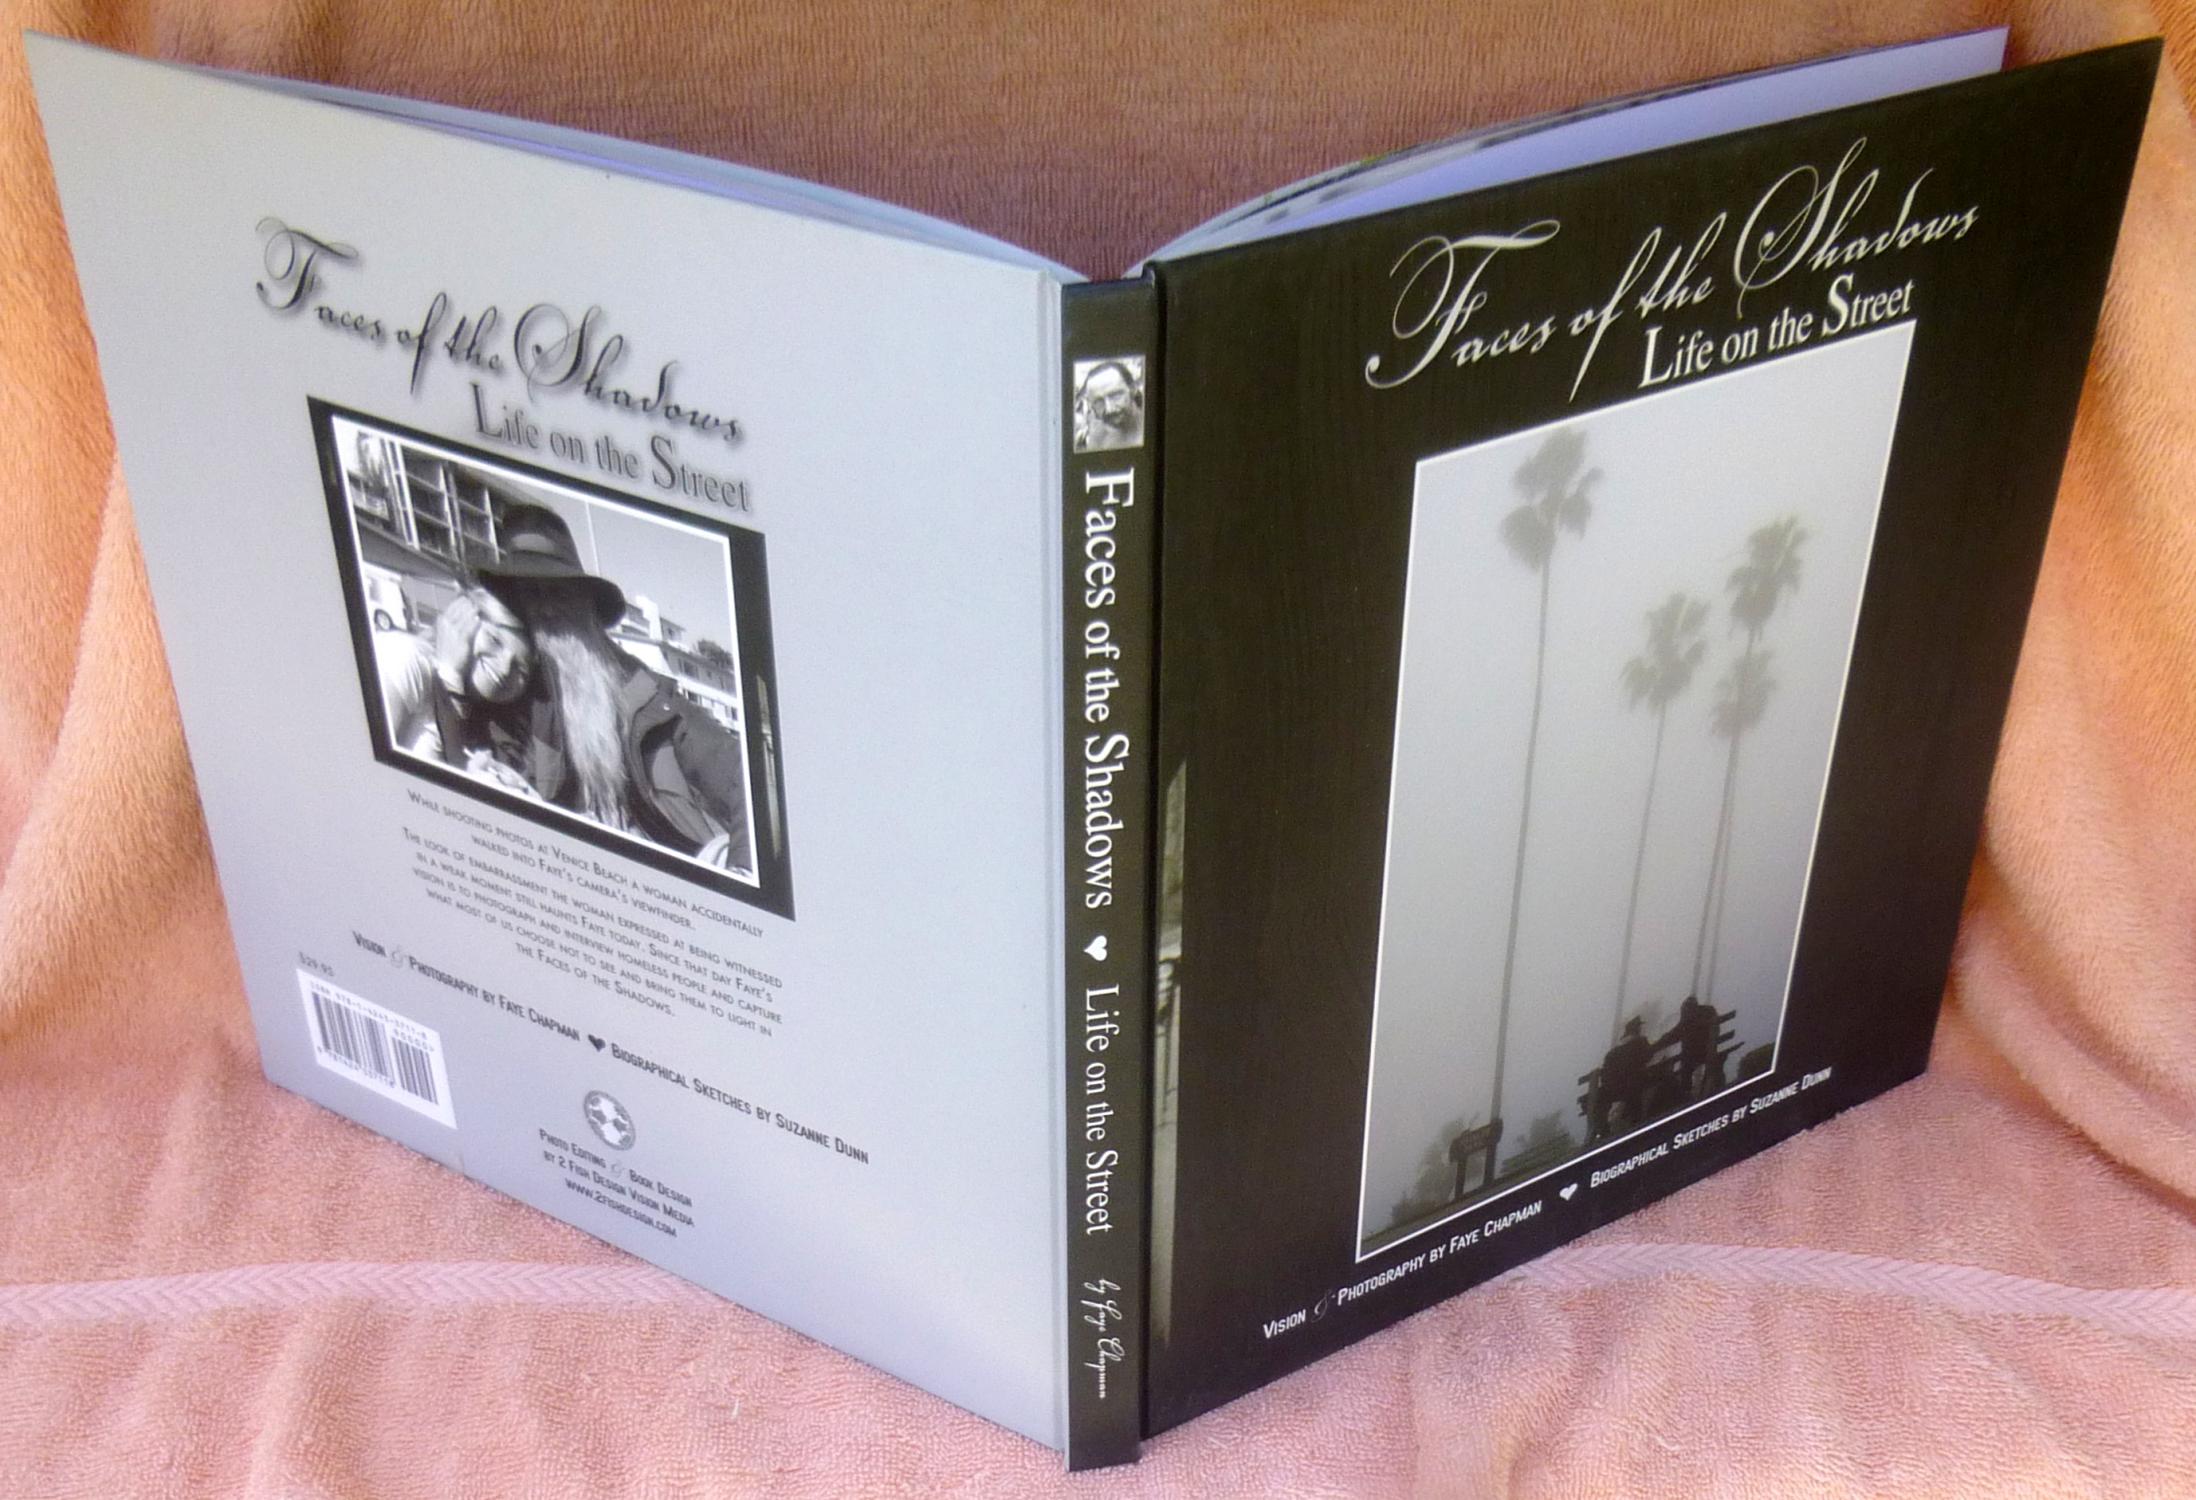 Faces of the Shadows
Life on the Street
WHILE SHOOTING PHOTOS AT VENICE BEACH A WOMAN ACCIDENTALLY
WALKED INTO FAYE'S CAMERA'S VIEWFINDER.
THE LOOK OF EMBARRASSMENT THE WOMAN EXPRESSED AT BEING WITNESSED
IN A WEAK MOMENT STILL HAUNTS FAYE TODAY. SINCE THAT DAY FAYE'S
VISION IS TO PHOTOGRAPH AND INTERVIEW HOMELESS PEOPLE AND CAPTURE
WHAT MOST OF US CHOOSE NOT TO SEE AND BRING THEM TO LIGHT IN
THE FACES OF THE SHADOWS.
VISION & PHOTOGRAPHY BY FAYE CHAPMAN ♥ BIOGRAPHICAL SKETCHES BY SUZANNE DUNN
$29.95
PHOTO EDITING & BOOK DESIGN
BY 2 FISH DESIGN VISION MEDIA
WWW.2FISHDESIGN.COM
Faces of the Shadows ♥ Life on the Street by Faye Chapman
Faces of the Shadows
Life on the Street
VISION & PHOTOGRAPHY BY FAYE CHAPMAN ♥ BIOGRAPHICAL SKETCHES BY SUZANNE DUNN